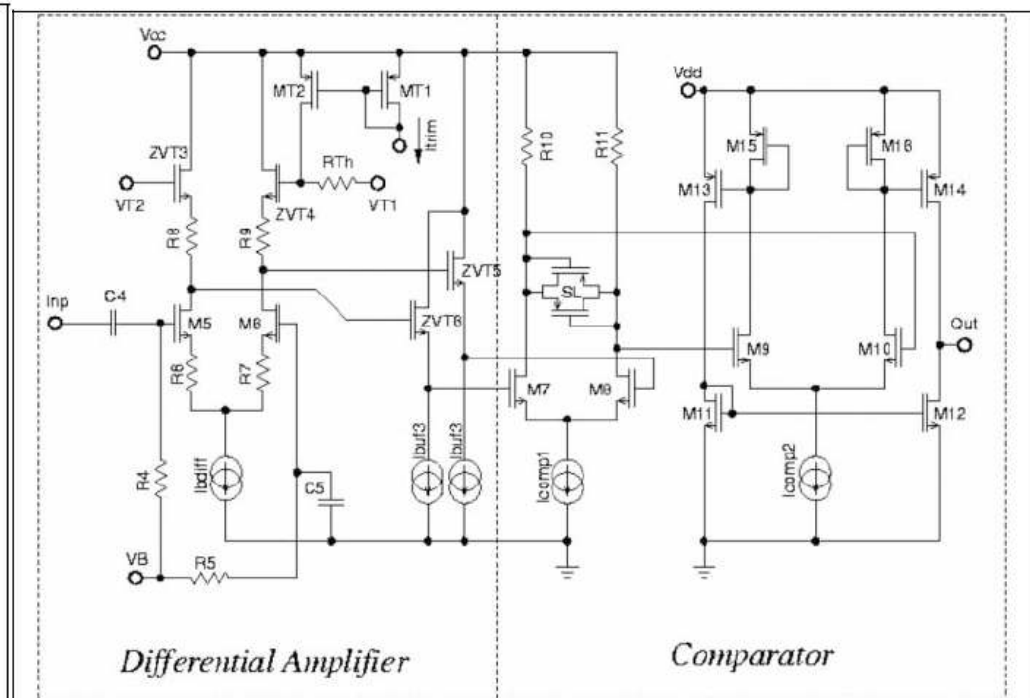 Vcc
Vdd
MT2
MT1
Itrim
R10
R11
M15
M16
ZVT3
RTh
M13
M14
VT2
ZVT4
VT1
R8
R9
ZVT5
SL
Inp
C4
M5
M6
ZVT6
M9
M10
Out
R6
R7
M7
M8
M11
M12
Ibdiff
Ibuf3
Ibuf3
Icomp1
Icomp2
R4
C5
VB
R5
Differential Amplifier
Comparator